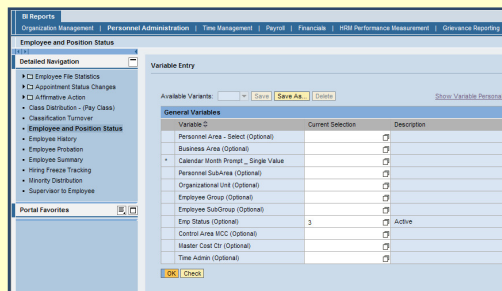 BI Reports
Organization Management | Personnel Administration | Time Management | Payroll | Financials | HRM Performance Measurement | Grievance Reporting
Employee and Position Status
Detailed Navigation
Employee File Statistics
Appointment Status Changes
Affirmative Action
Class Distribution - (Pay Class)
Classification Turnover
Employee and Position Status
Employee History
Employee Probation
Employee Summary
Hiring Freeze Tracking
Minority Distribution
Supervisor to Employee
Portal Favorites
Variable Entry
Available Variants: Save Save As... Delete Show Variable Persona
General Variables
Variable Current Selection Description
Personnel Area - Select (Optional)
Business Area (Optional)
* Calendar Month Prompt _ Single Value
Personnel SubArea (Optional)
Organizational Unit (Optional)
Employee Group (Optional)
Employee SubGroup (Optional)
Emp Status (Optional) 3 Active
Control Area MCC (Optional)
Master Cost Ctr (Optional)
Time Admin (Optional)
OK Check